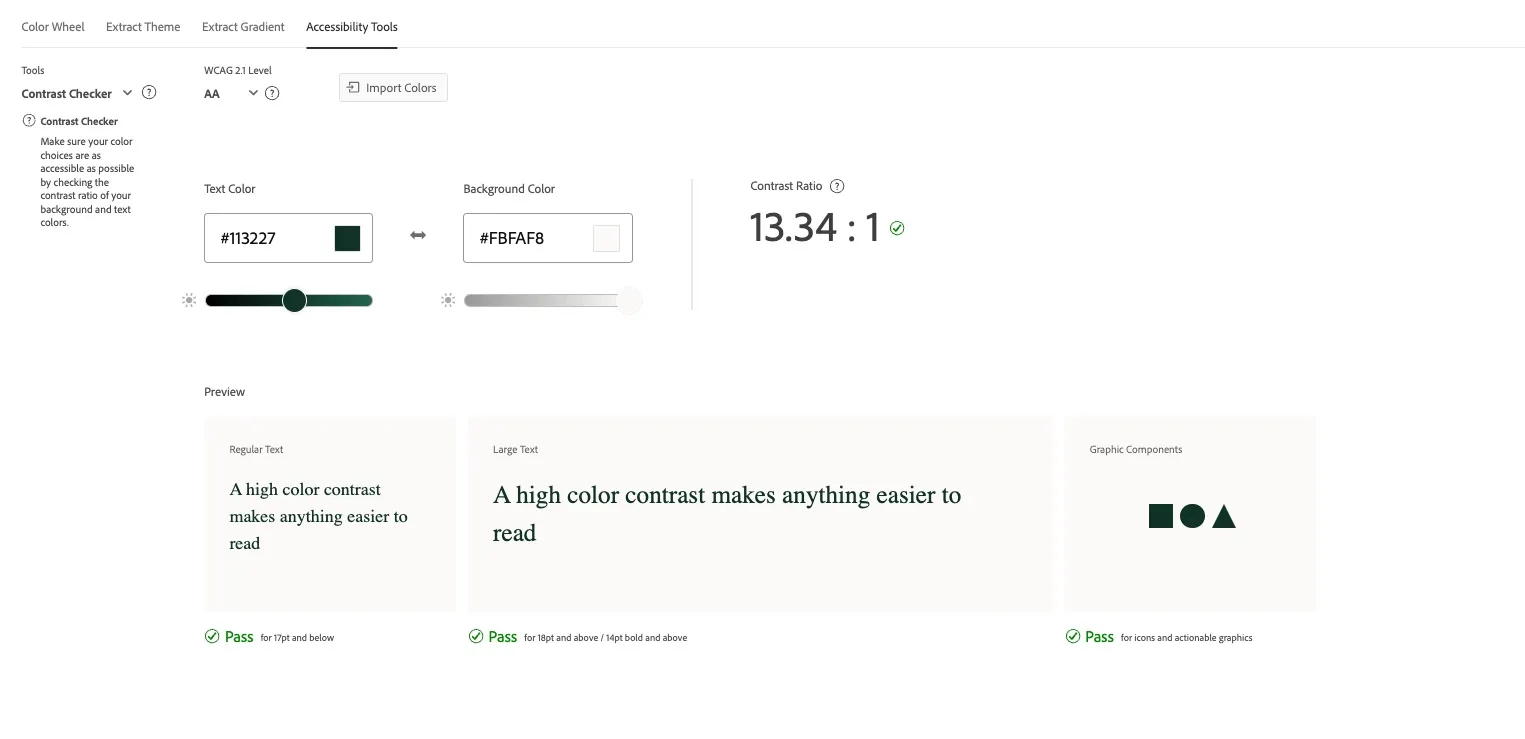 Color Wheel Extract Theme Extract Gradient Accessibility Tools
Tools
Contrast Checker
Contrast Checker
Make sure your color
choices are as
accessible as possible
by checking the
contrast ratio of your
background and text
colors.
WCAG 2.1 Level
AA
Import Colors
Text Color
#113227
Background Color
#FBFAF8
Contrast Ratio
13.34 : 1
Preview
Regular Text
A high color contrast
makes anything easier to
read
Pass for 17pt and below
Large Text
A high color contrast makes anything easier to
read
Pass for 18pt and above / 14pt bold and above
Graphic Components
Pass for icons and actionable graphics